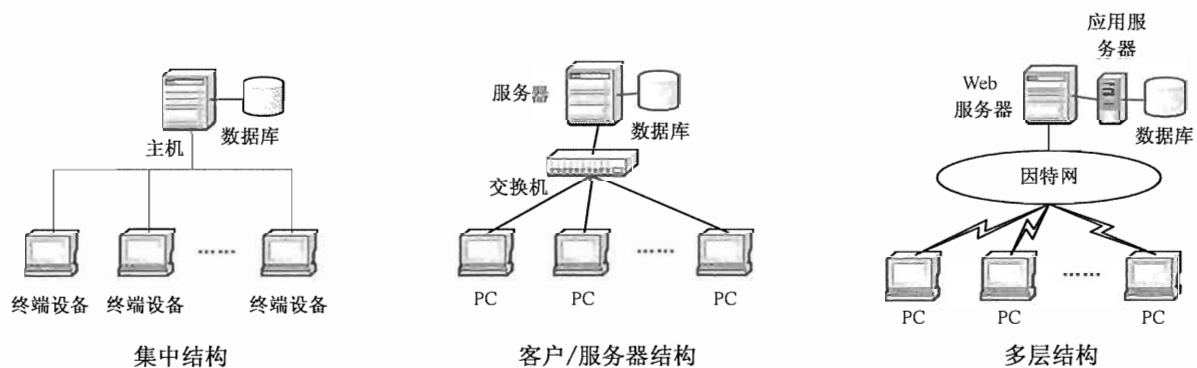 主机
数据库
终端设备
终端设备
……
终端设备
集中结构
服务器
数据库
交换机
PC
PC
……
PC
客户/服务器结构
应用服
务器
Web
服务器
数据库
因特网
PC
PC
……
PC
多层结构